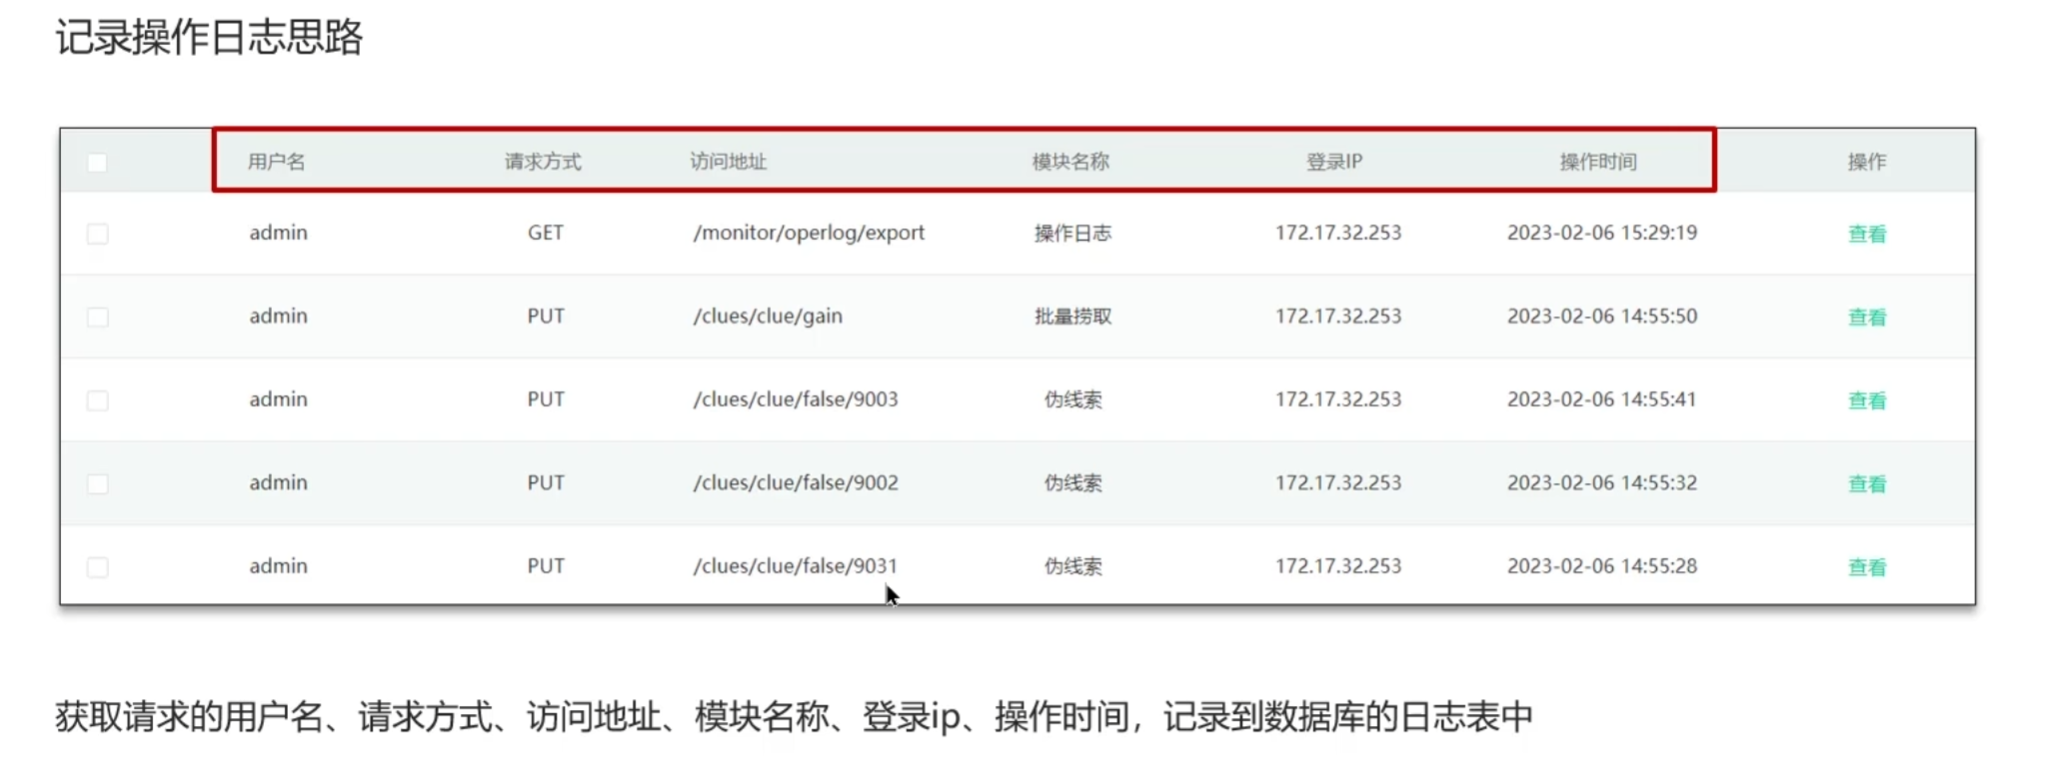 记录操作日志思路
用户名 请求方式 访问地址 模块名称 登录IP 操作时间 操作
admin GET /monitor/operlog/export 操作日志 172.17.32.253 2023-02-06 15:29:19 查看
admin PUT /clues/clue/gain 批量捞取 172.17.32.253 2023-02-06 14:55:50 查看
admin PUT /clues/clue/false/9003 伪线索 172.17.32.253 2023-02-06 14:55:41 查看
admin PUT /clues/clue/false/9002 伪线索 172.17.32.253 2023-02-06 14:55:32 查看
admin PUT /clues/clue/false/9031 伪线索 172.17.32.253 2023-02-06 14:55:28 查看
获取请求的用户名、请求方式、访问地址、模块名称、登录ip、操作时间，记录到数据库的日志表中